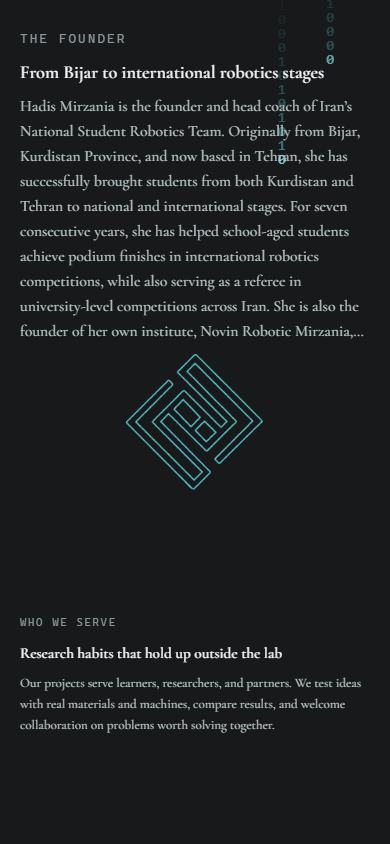 THE FOUNDER
From Bijar to international robotics stages
Hadis Mirzania is the founder and head coach of Iran's
National Student Robotics Team. Originally from Bijar,
Kurdistan Province, and now based in Tehran, she has
successfully brought students from both Kurdistan and
Tehran to national and international stages. For seven
consecutive years, she has helped school-aged students
achieve podium finishes in international robotics
competitions, while also serving as a referee in
university-level competitions across Iran. She is also the
founder of her own institute, Novin Robotic Mirzania,...
WHO WE SERVE
Research habits that hold up outside the lab
Our projects serve learners, researchers, and partners. We test ideas
with real materials and machines, compare results, and welcome
collaboration on problems worth solving together.